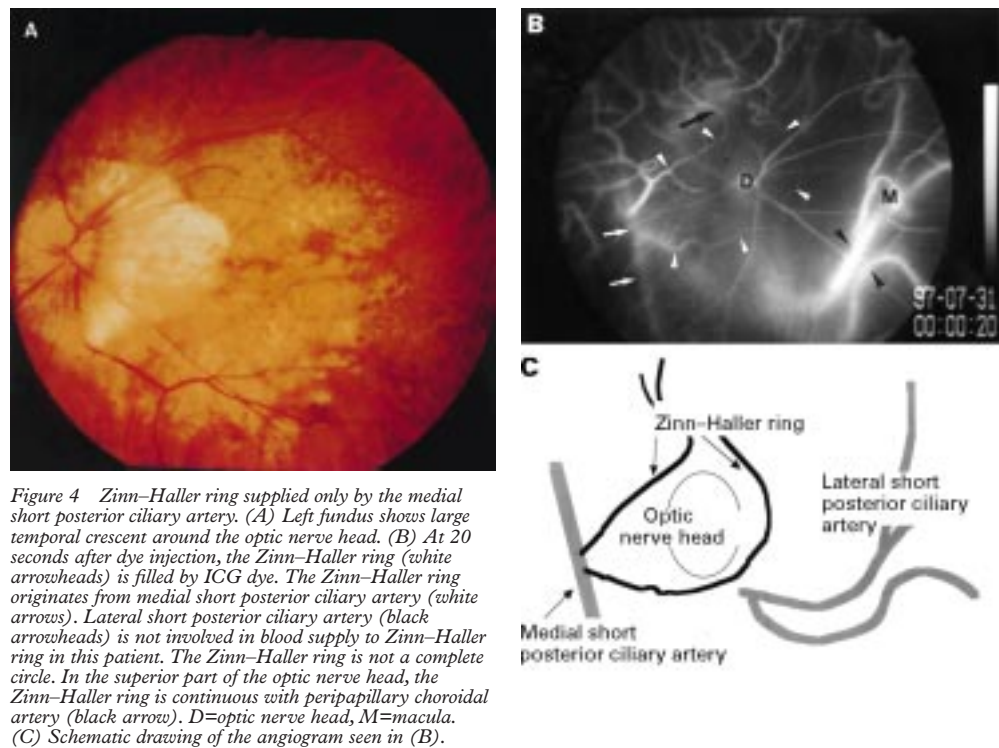 A
Figure 4 Zinn–Haller ring supplied only by the medial
short posterior ciliary artery. (A) Left fundus shows large
temporal crescent around the optic nerve head. (B) At 20
seconds after dye injection, the Zinn–Haller ring (white
arrowheads) is filled by ICG dye. The Zinn–Haller ring
originates from medial short posterior ciliary artery (white
arrows). Lateral short posterior ciliary artery (black
arrowheads) is not involved in blood supply to Zinn–Haller
ring in this patient. The Zinn–Haller ring is not a complete
circle. In the superior part of the optic nerve head, the
Zinn–Haller ring is continuous with peripapillary choroidal
artery (black arrow). D=optic nerve head, M=macula.
(C) Schematic drawing of the angiogram seen in (B).
B
D
M
97-07-31
00:00:20
C
Zinn–Haller ring
Lateral short
posterior ciliary
artery
Optic
nerve head
Medial short
posterior ciliary artery